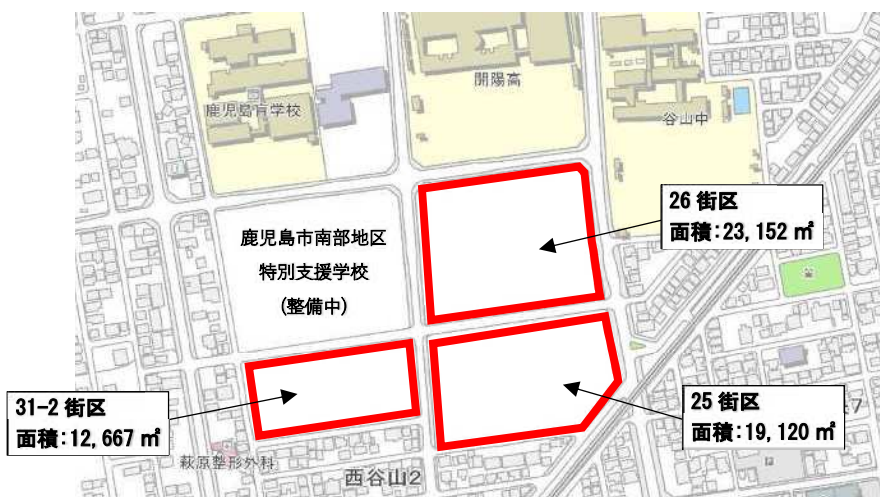 開陽高
鹿児島盲学校
谷山中
26 街区
面積：23,152 ㎡
鹿児島市南部地区
特別支援学校
(整備中)
31-2 街区
面積：12,667 ㎡
25 街区
面積：19,120 ㎡
7
萩原整形外科
西谷山2